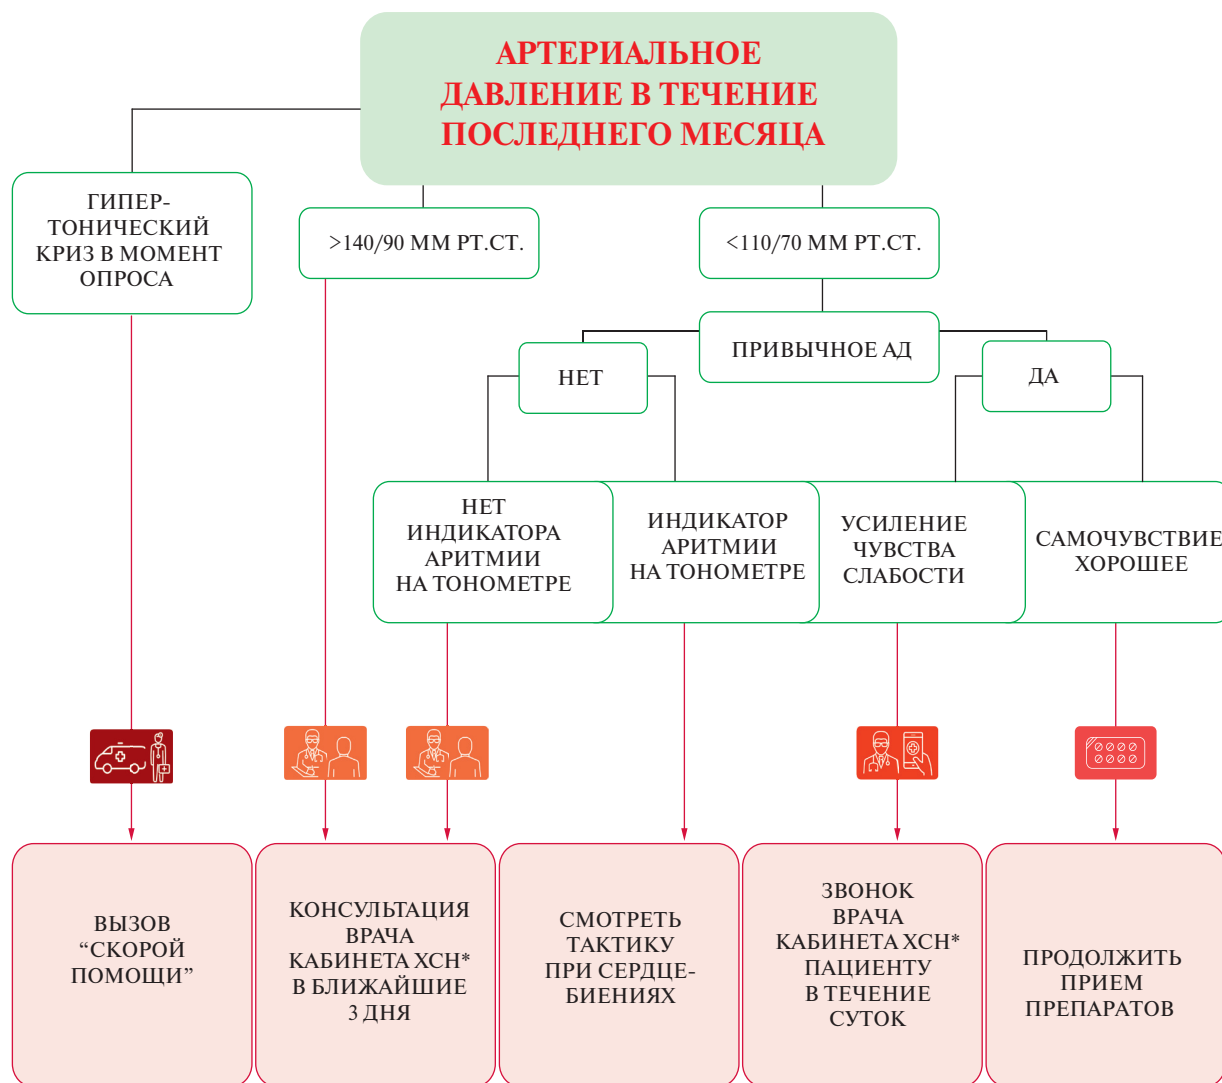 АРТЕРИАЛЬНОЕ
ДАВЛЕНИЕ В ТЕЧЕНИЕ
ПОСЛЕДНЕГО МЕСЯЦА
ГИПЕР-
ТОНИЧЕСКИЙ
КРИЗ В МОМЕНТ
ОПРОСА
>140/90 ММ РТ.СТ.
<110/70 ММ РТ.СТ.
ПРИВЫЧНОЕ АД
НЕТ
ДА
НЕТ
ИНДИКАТОРА
АРИТМИИ
НА ТОНОМЕТРЕ
ИНДИКАТОР
АРИТМИИ
НА ТОНОМЕТРЕ
УСИЛЕНИЕ
ЧУВСТВА
СЛАБОСТИ
САМОЧУВСТВИЕ
ХОРОШЕЕ
ВЫЗОВ
“СКОРОЙ
ПОМОЩИ”
КОНСУЛЬТАЦИЯ
ВРАЧА
КАБИНЕТА ХСН*
В БЛИЖАЙШИЕ
3 ДНЯ
СМОТРЕТЬ
ТАКТИКУ
ПРИ СЕРДЦЕ-
БИЕНИЯХ
ЗВОНОК
ВРАЧА
КАБИНЕТА ХСН*
ПАЦИЕНТУ
В ТЕЧЕНИЕ
СУТОК
ПРОДОЛЖИТЬ
ПРИЕМ
ПРЕПАРАТОВ